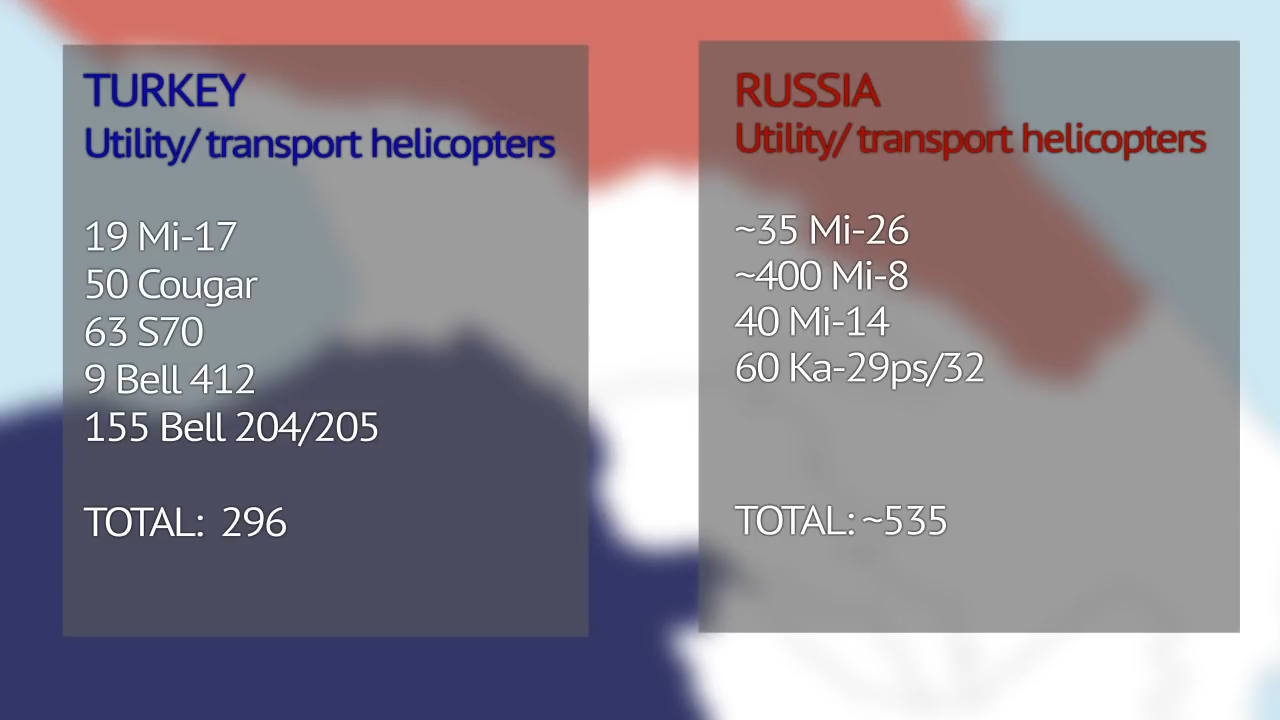 TURKEY
Utility/ transport helicopters
19 Mi-17
50 Cougar
63 S70
9 Bell 412
155 Bell 204/205
TOTAL: 296
RUSSIA
Utility/ transport helicopters
~35 Mi-26
~400 Mi-8
40 Mi-14
60 Ka-29ps/32
TOTAL: ~535